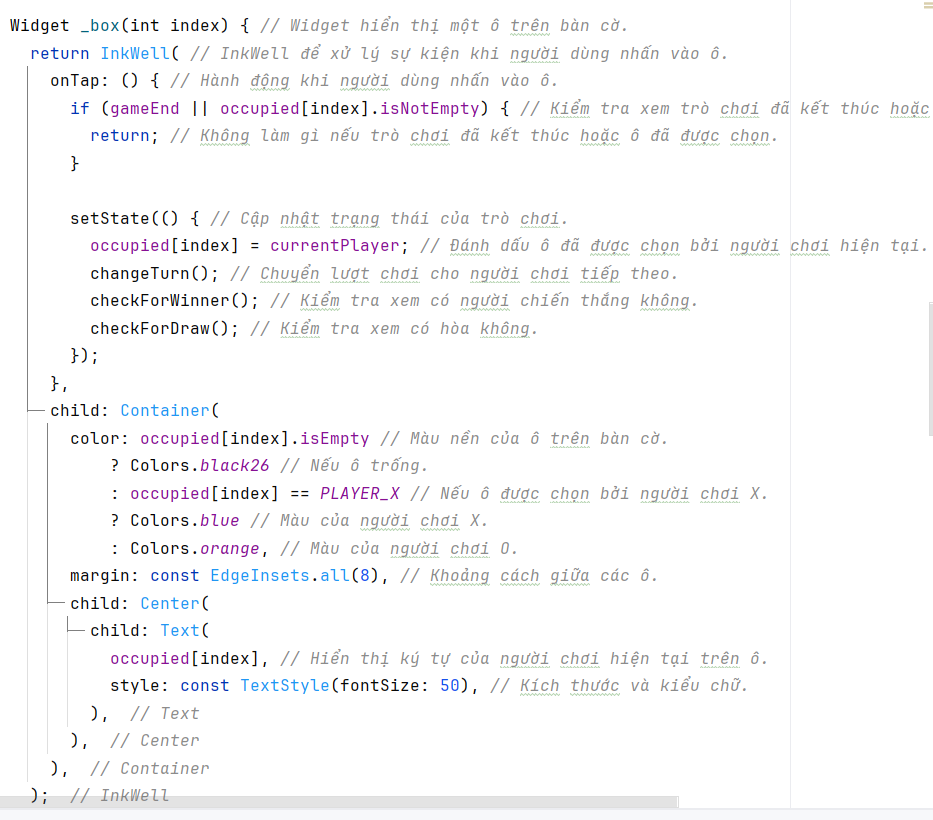 Widget _box(int index) { // Widget hiển thị một ô trên bàn cờ.
  return InkWell( // InkWell để xử lý sự kiện khi người dùng nhấn vào ô.
    onTap: () { // Hành động khi người dùng nhấn vào ô.
      if (gameEnd || occupied[index].isNotEmpty) { // Kiểm tra xem trò chơi đã kết thúc hoặc
        return; // Không làm gì nếu trò chơi đã kết thúc hoặc ô đã được chọn.
      }
      setState(() { // Cập nhật trạng thái của trò chơi.
        occupied[index] = currentPlayer; // Đánh dấu ô đã được chọn bởi người chơi hiện tại.
        changeTurn(); // Chuyển lượt chơi cho người chơi tiếp theo.
        checkForWinner(); // Kiểm tra xem có người chiến thắng không.
        checkForDraw(); // Kiểm tra xem có hòa không.
      });
    },
    child: Container(
      color: occupied[index].isEmpty // Màu nền của ô trên bàn cờ.
          ? Colors.black26 // Nếu ô trống.
          : occupied[index] == PLAYER_X // Nếu ô được chọn bởi người chơi X.
          ? Colors.blue // Màu của người chơi X.
          : Colors.orange, // Màu của người chơi O.
      margin: const EdgeInsets.all(8), // Khoảng cách giữa các ô.
      child: Center(
        child: Text(
          occupied[index], // Hiển thị ký tự của người chơi hiện tại trên ô.
          style: const TextStyle(fontSize: 50), // Kích thước và kiểu chữ.
        ), // Text
      ), // Center
    ), // Container
  ); // InkWell